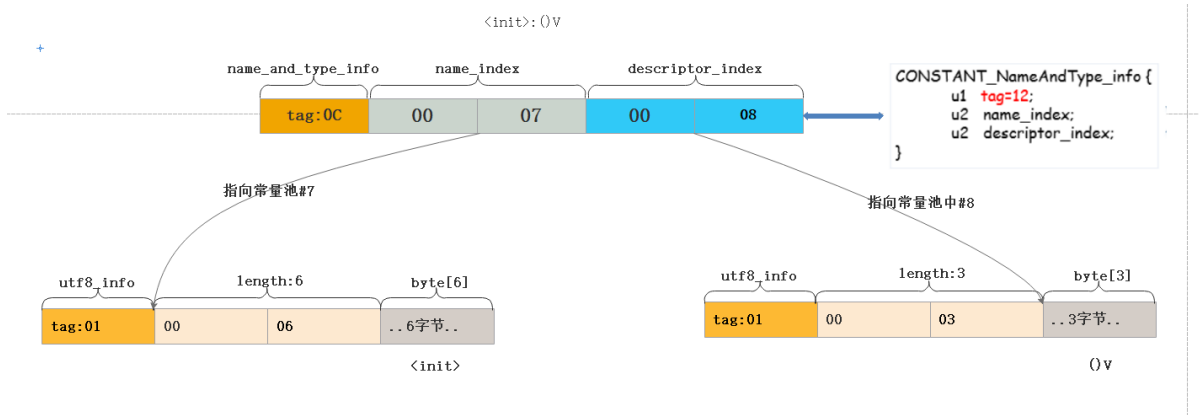 <init>:()V
name_and_type_info name_index descriptor_index
tag:0C 00 07 00 08
CONSTANT_NameAndType_info {
u1 tag=12;
u2 name_index;
u2 descriptor_index;
}
指向常量池#7
指向常量池中#8
utf8_info length:6 byte[6]
tag:01 00 06 ..6字节..
<init>
utf8_info length:3 byte[3]
tag:01 00 03 ..3字节..
()V